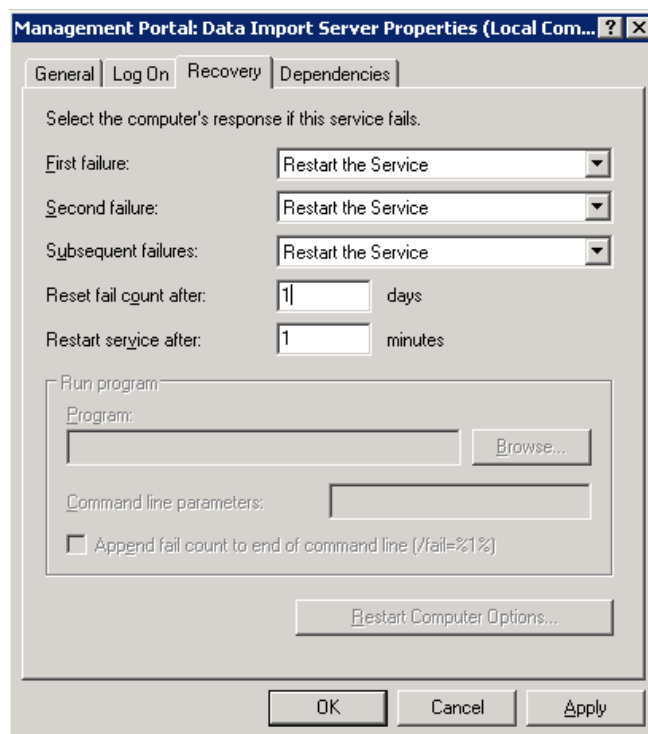 Management Portal: Data Import Server Properties (Local Com... ? X
General Log On Recovery Dependencies
Select the computer's response if this service fails.
First failure: Restart the Service
Second failure: Restart the Service
Subsequent failures: Restart the Service
Reset fail count after: 1 days
Restart service after: 1 minutes
Run program
Program:
Browse...
Command line parameters:
Append fail count to end of command line (/fail=%1%)
Restart Computer Options...
OK Cancel Apply